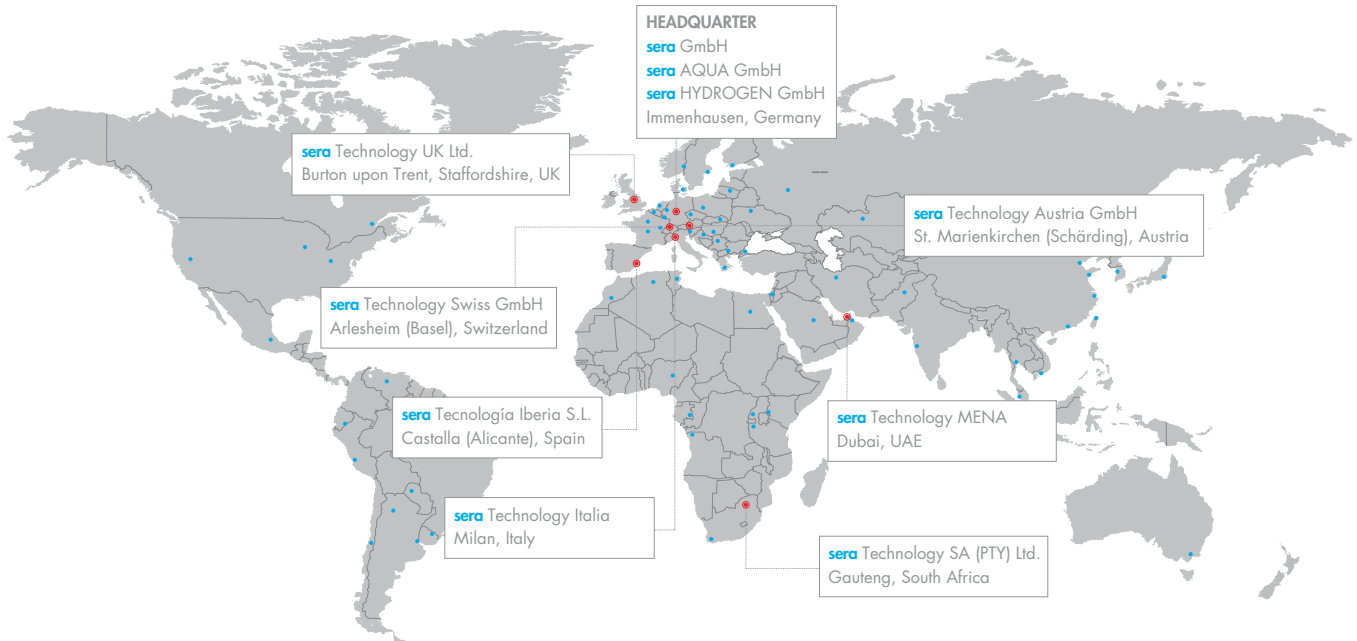 HEADQUARTER
sera GmbH
sera AQUA GmbH
sera HYDROGEN GmbH
Immenhausen, Germany
sera Technology UK Ltd.
Burton upon Trent, Staffordshire, UK
sera Technology Austria GmbH
St. Marienkirchen (Schärding), Austria
sera Technology Swiss GmbH
Arlesheim (Basel), Switzerland
sera Tecnología Iberia S.L.
Castalla (Alicante), Spain
sera Technology MENA
Dubai, UAE
sera Technology Italia
Milan, Italy
sera Technology SA (PTY) Ltd.
Gauteng, South Africa